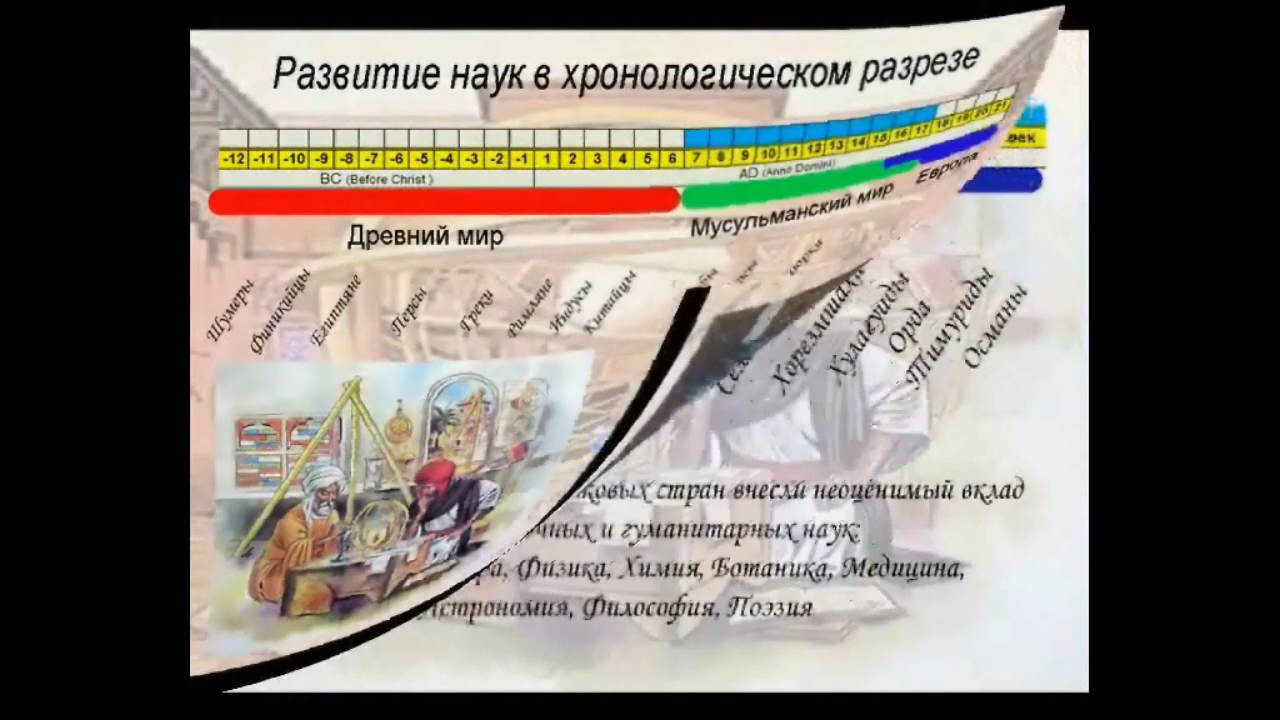 Развитие наук в хронологическом разрезе
-12 -11 -10 -9 -8 -7 -6 -5 -4 -3 -2 -1 1 2 3 4 5 6 7 8 9 10 11 12 13 14 15 16 17 18 19 20 21 век
BC (Before Christ) AD (Anno Domini)
Древний мир Мусульманский мир Европа
Шумеры Финикийцы Египтяне Персы Греки Римляне Индусы Китайцы
Хорезмшахи Хулагуиды Орда Тимуриды Османы
стран внесли неоценимый вклад
и гуманитарных наук:
Физика, Химия, Ботаника, Медицина,
Астрономия, Философия, Поэзия